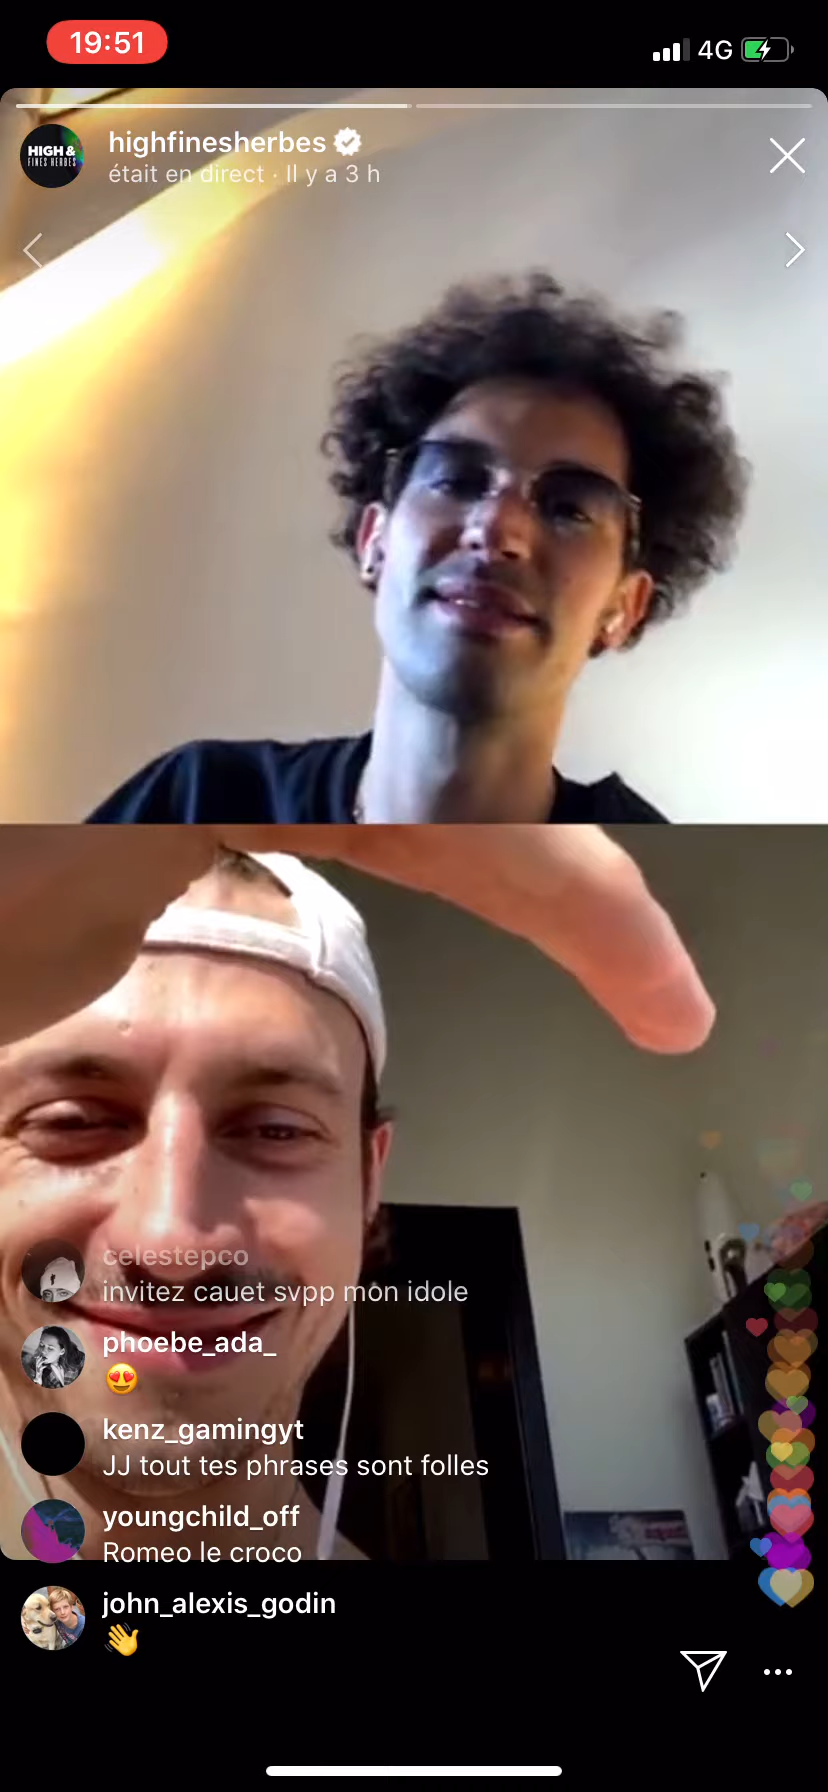 19:51
4G
HIGH &
FINES HERBES
highfinesherbes
était en direct · Il y a 3 h
celestepco
invitez cauet svpp mon idole
phoebe_ada_
😍
kenz_gamingyt
JJ tout tes phrases sont folles
youngchild_off
Romeo le croco
john_alexis_godin
👋